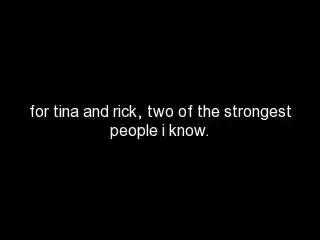 for tina and rick, two of the strongest
people i know.